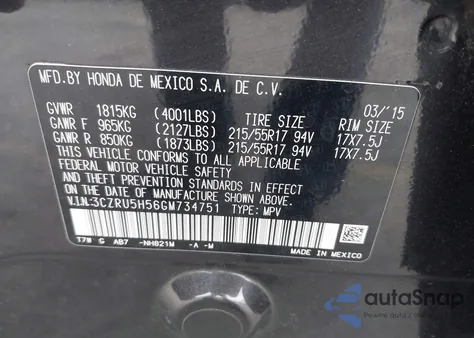 MFD.BY HONDA DE MEXICO S.A. DE C.V.
03/'15
GVWR 1815KG (4001LBS) TIRE SIZE RIM SIZE
GAWR F 965KG (2127LBS) 215/55R17 94V 17X7.5J
GAWR R 850KG (1873LBS) 215/55R17 94V 17X7.5J
THIS VEHICLE CONFORMS TO ALL APPLICABLE
FEDERAL MOTOR VEHICLE SAFETY
STANDARDS IN EFFECT
ON THE DATE OF MANUFACTURE SHOWN ABOVE.
V.I.N:3CZRU5H56GM734751 TYPE: MPV
T7W G AB7 -NH821M -A -M
MADE IN MEXICO
autoSnap